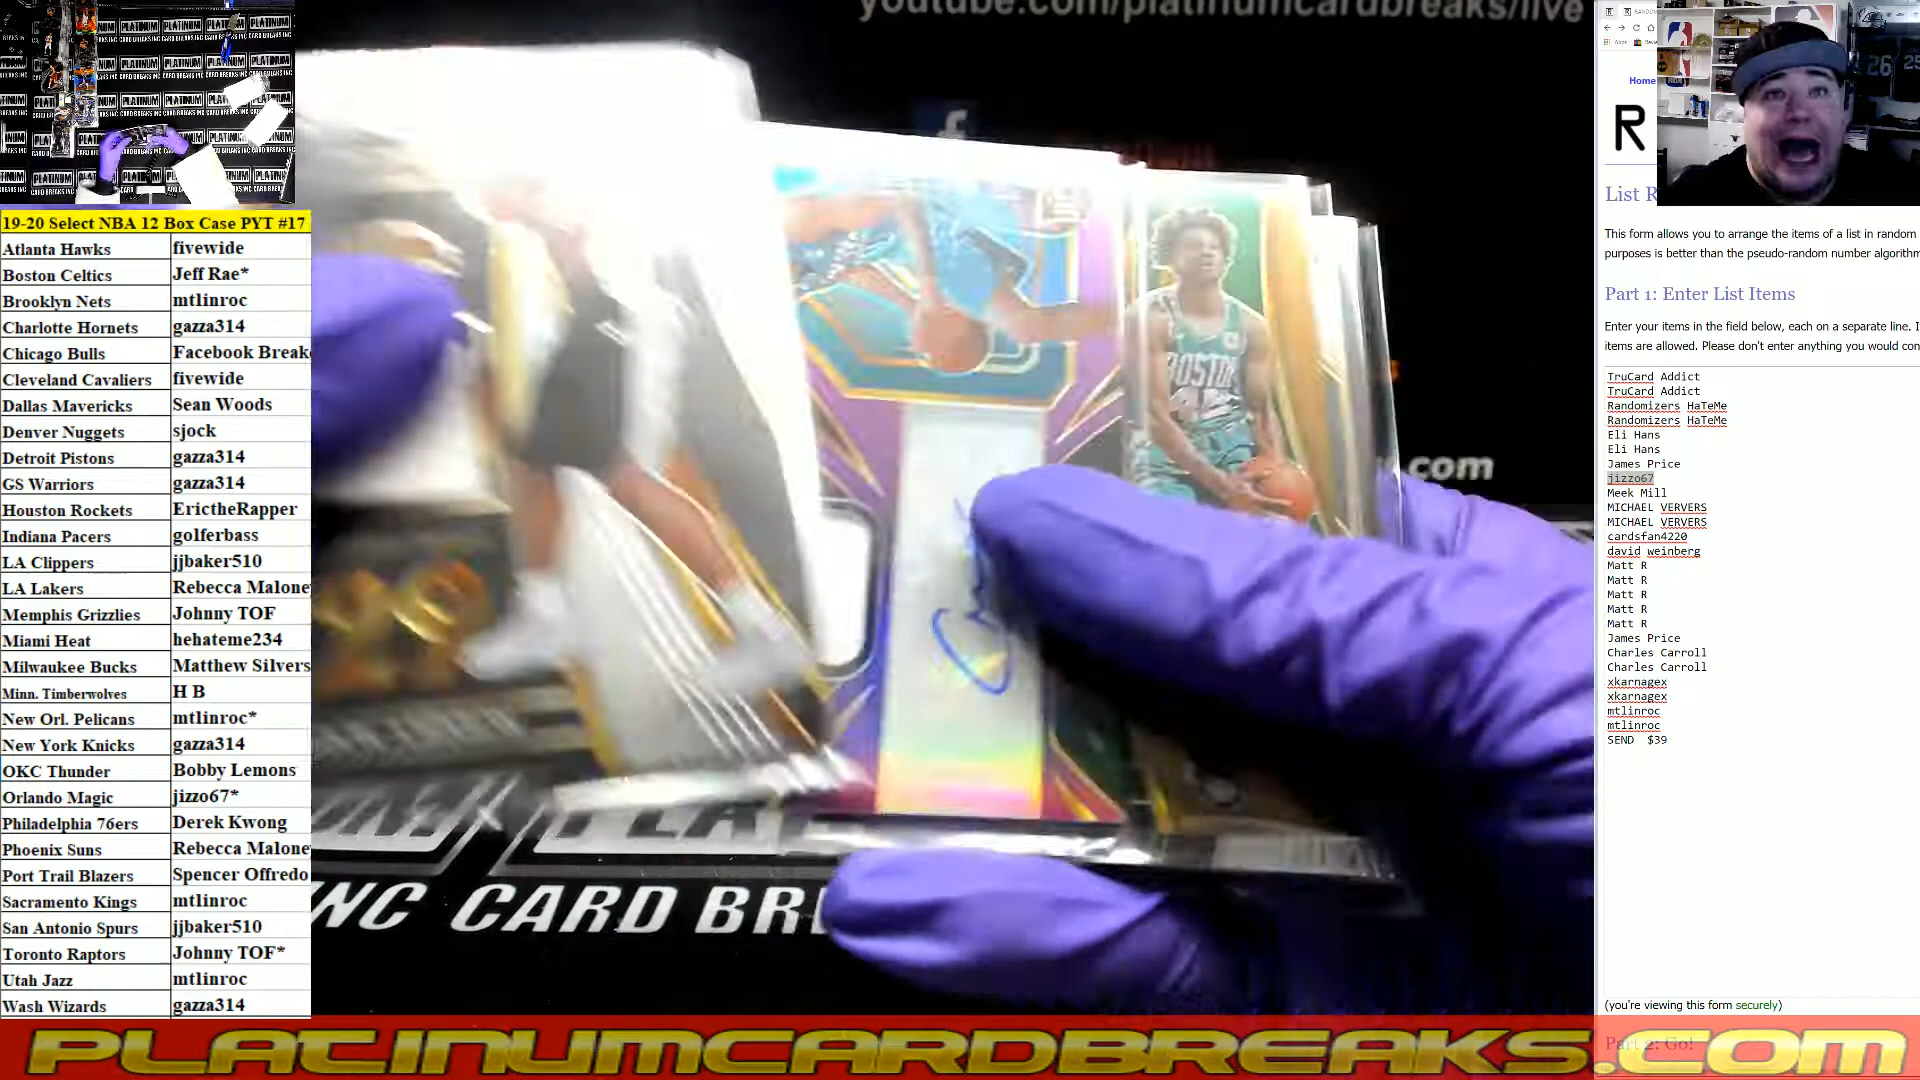 youtube.com/platinumcardbreaks/live
19-20 Select NBA 12 Box Case PYT #17
Atlanta Hawks fivewide
Boston Celtics Jeff Rae*
Brooklyn Nets mtlinroc
Charlotte Hornets gazza314
Chicago Bulls Facebook Break
Cleveland Cavaliers fivewide
Dallas Mavericks Sean Woods
Denver Nuggets sjock
Detroit Pistons gazza314
GS Warriors gazza314
Houston Rockets ErictheRapper
Indiana Pacers golferbass
LA Clippers jjbaker510
LA Lakers Rebecca Malone
Memphis Grizzlies Johnny TOF
Miami Heat hehateme234
Milwaukee Bucks Matthew Silvers
Minn. Timberwolves H B
New Orl. Pelicans mtlinroc*
New York Knicks gazza314
OKC Thunder Bobby Lemons
Orlando Magic jizzo67*
Philadelphia 76ers Derek Kwong
Phoenix Suns Rebecca Malone
Port Trail Blazers Spencer Offredo
Sacramento Kings mtlinroc
San Antonio Spurs jjbaker510
Toronto Raptors Johnny TOF*
Utah Jazz mtlinroc
Wash Wizards gazza314
BOSTON
.com
NC CARD BR
Home
R
List R
This form allows you to arrange the items of a list in random
purposes is better than the pseudo-random number algorithm
Part 1: Enter List Items
Enter your items in the field below, each on a separate line. I
items are allowed. Please don't enter anything you would con
TruCard Addict
TruCard Addict
Randomizers HaTeMe
Randomizers HaTeMe
Eli Hans
Eli Hans
James Price
jizzo67
Meek Mill
MICHAEL VERVERS
MICHAEL VERVERS
cardsfan4220
david weinberg
Matt R
Matt R
Matt R
Matt R
Matt R
James Price
Charles Carroll
Charles Carroll
xkarnagex
xkarnagex
mtlinroc
mtlinroc
SEND $39
(you're viewing this form securely)
Part 2: Go!
PLATINUMCARDBREAKS.COM